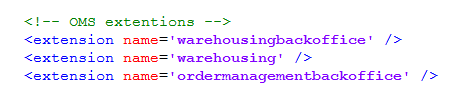 <!-- OMS extentions -->
<extension name='warehousingbackoffice' />
<extension name='warehousing' />
<extension name='ordermanagementbackoffice' />